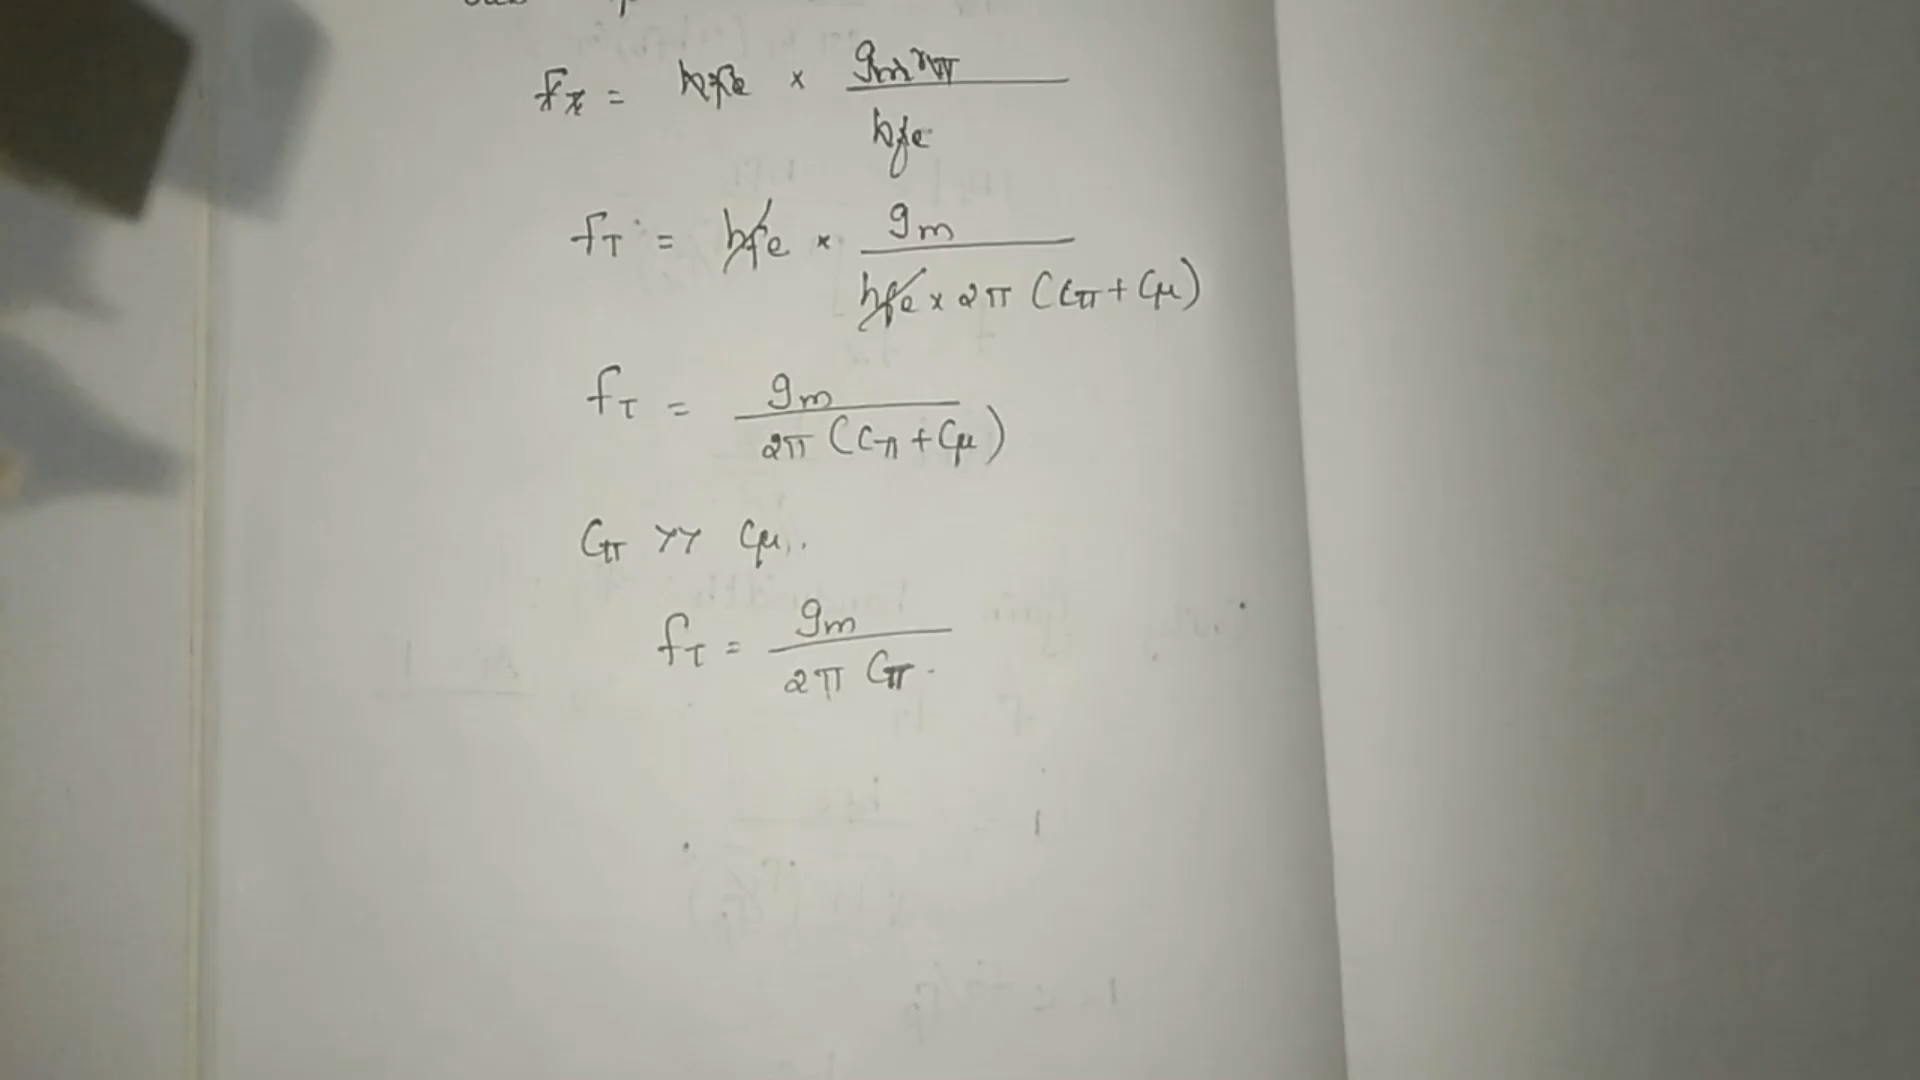 fT = hfe × gm rπ / hfe
fT = hfe × gm / hfe × 2π (Cπ + Cμ)
fT = gm / 2π (Cπ + Cμ)
Cπ >> Cμ.
fT = gm / 2π Cπ.